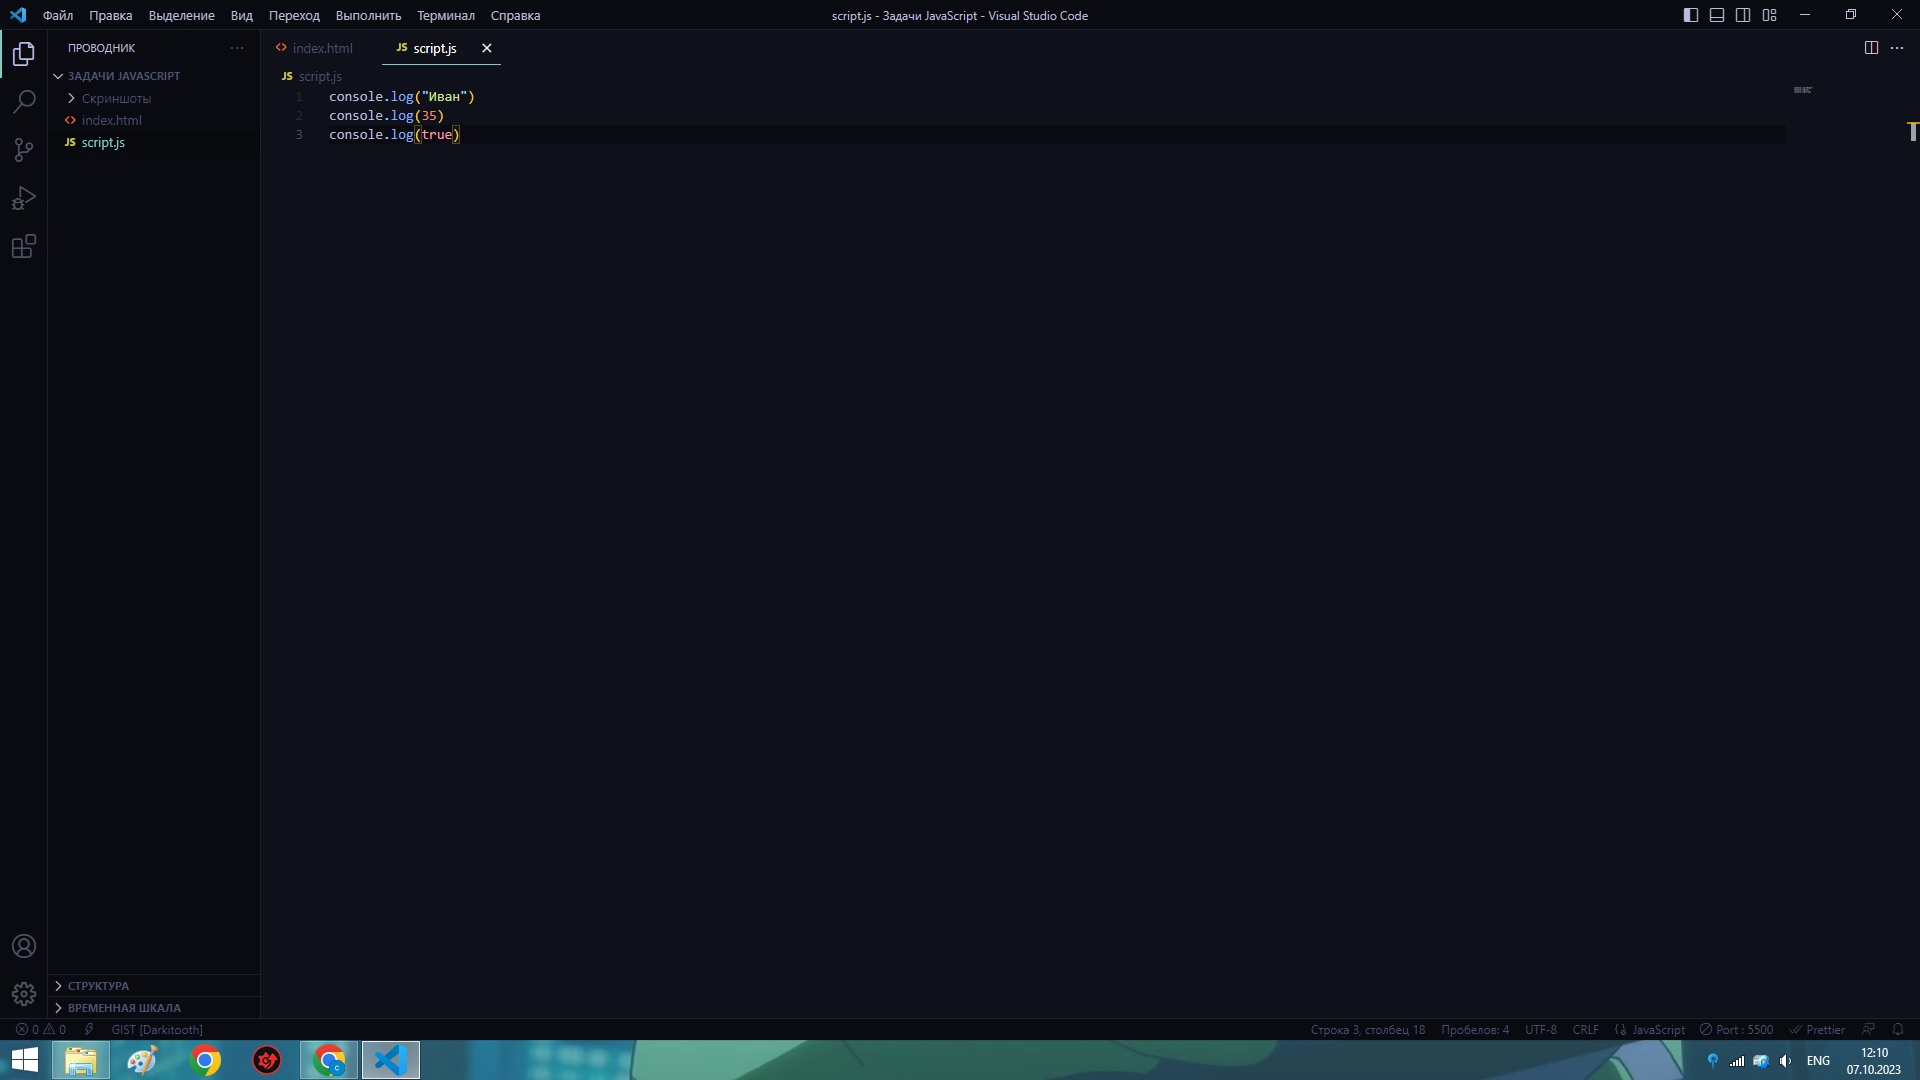 Файл Правка Выделение Вид Переход Выполнить Терминал Справка
script.js - Задачи JavaScript - Visual Studio Code
ПРОВОДНИК
ЗАДАЧИ JAVASCRIPT
Скриншоты
index.html
JS script.js
index.html
JS script.js
JS script.js
1 console.log("Иван")
2 console.log(35)
3 console.log(true)
СТРУКТУРА
ВРЕМЕННАЯ ШКАЛА
0 0 GIST [Darkitooth]
Строка 3, столбец 18 Пробелов: 4 UTF-8 CRLF JavaScript Port : 5500 Prettier
ENG
12:10
07.10.2023